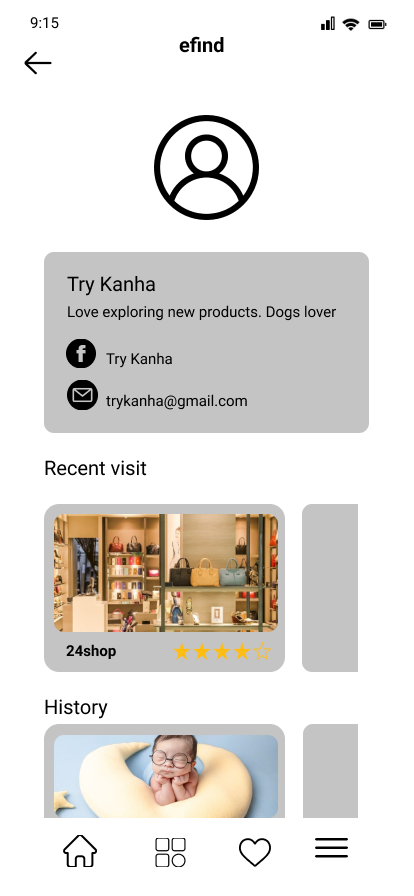 9:15
efind
Try Kanha
Love exploring new products. Dogs lover
Try Kanha
trykanha@gmail.com
Recent visit
24shop
History